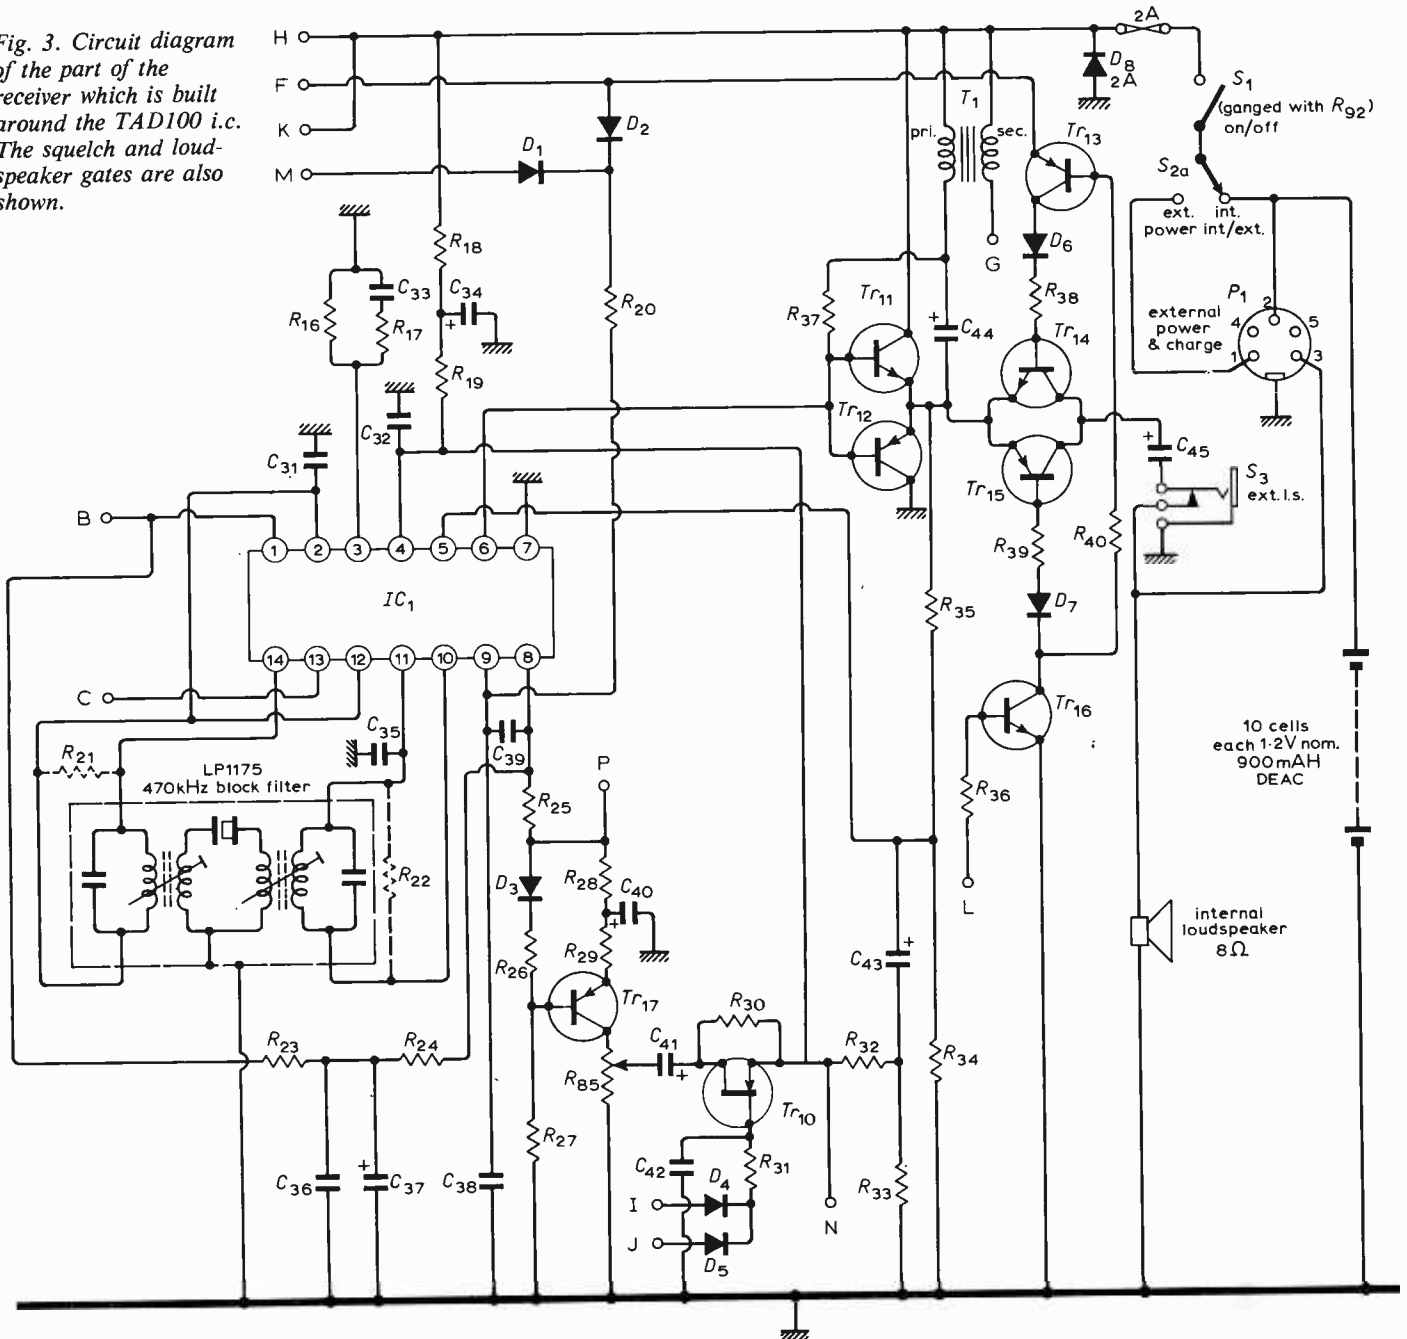 Fig. 3. Circuit diagram
of the part of the
receiver which is built
around the TAD100 i.c.
The squelch and loud-
speaker gates are also
shown.
H
F
K
M
D1
D2
2A
D8
2A
S1
(ganged with R92)
on/off
S2a
ext. int.
power int/ext.
T1
pri.
sec.
Tr13
G
D6
R38
R18
C33
C34
R16
R17
R19
R20
R37
Tr11
C44
Tr14
P1
external
power
& charge
2
4
5
1
3
C32
C31
Tr12
Tr15
C45
S3
ext.l.s.
B
1 2 3 4 5 6 7
IC1
14 13 12 11 10 9 8
R39
R40
D7
R35
C
C35
C39
R21
LP1175
470kHz block filter
R22
P
R25
Tr16
R36
L
10 cells
each 1·2V nom.
900mAH
DEAC
D3
R28
C40
R26
R29
Tr17
C43
internal
loudspeaker
8Ω
R23
R24
R85
C41
R30
Tr10
R32
R34
R27
C42
R31
R33
C36
C37
C38
I
D4
J
D5
N